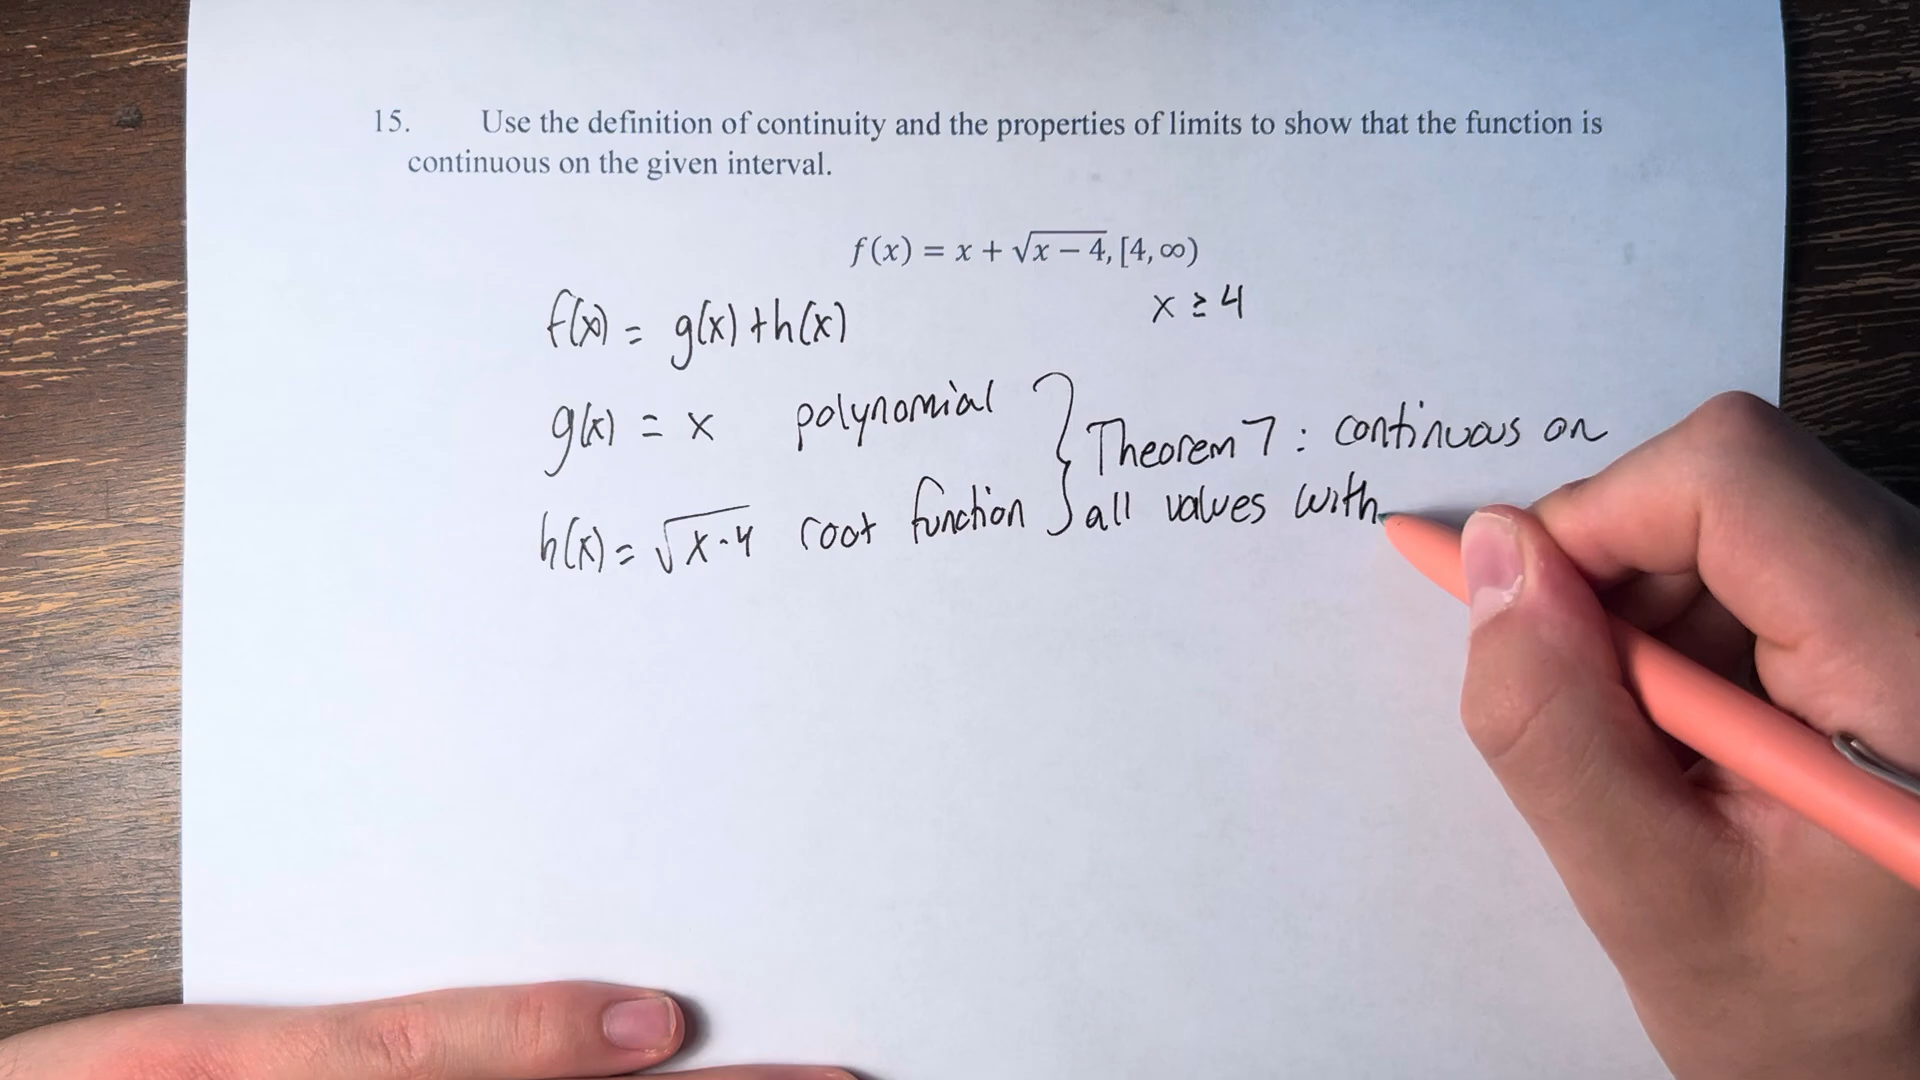 15. Use the definition of continuity and the properties of limits to show that the function is
continuous on the given interval.
f(x) = x + √x − 4, [4, ∞)
x ≥ 4
f(x) = g(x) + h(x)
g(x) = x polynomial
h(x) = √x-4 root function
} Theorem 7 : continuous on
all values with